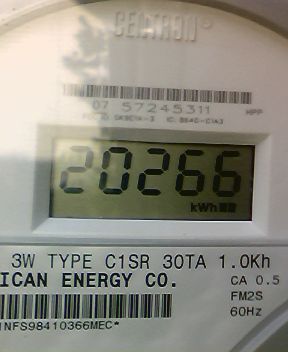 CENTRON®
07 57245311 HPP
20266
kWh
3W TYPE C1SR 30TA 1.0Kh
ICAN ENERGY CO. CA 0.5
FM2S
60Hz
INFS98410366MEC*